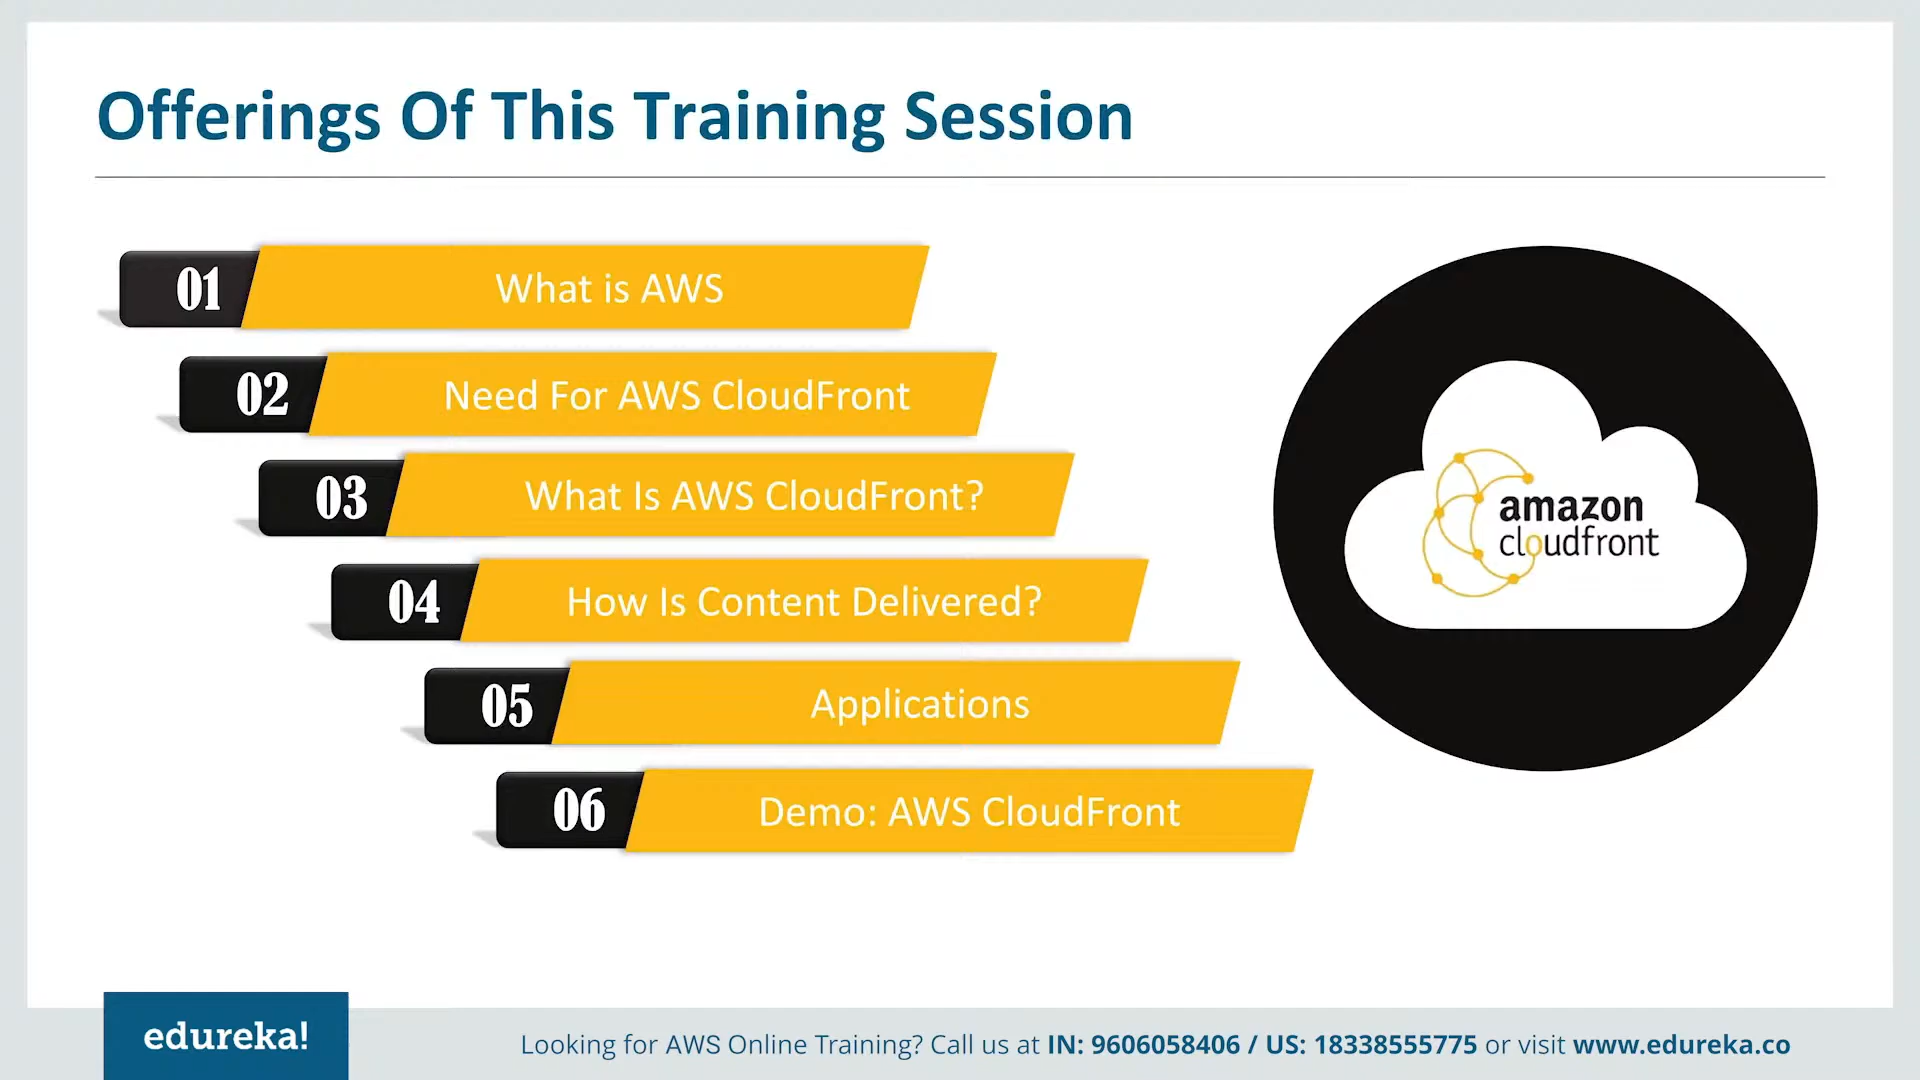 Offerings Of This Training Session
01 What is AWS
02 Need For AWS CloudFront
03 What Is AWS CloudFront?
04 How Is Content Delivered?
05 Applications
06 Demo: AWS CloudFront
amazon
cloudfront
edureka!
Looking for AWS Online Training? Call us at IN: 9606058406 / US: 18338555775 or visit www.edureka.co